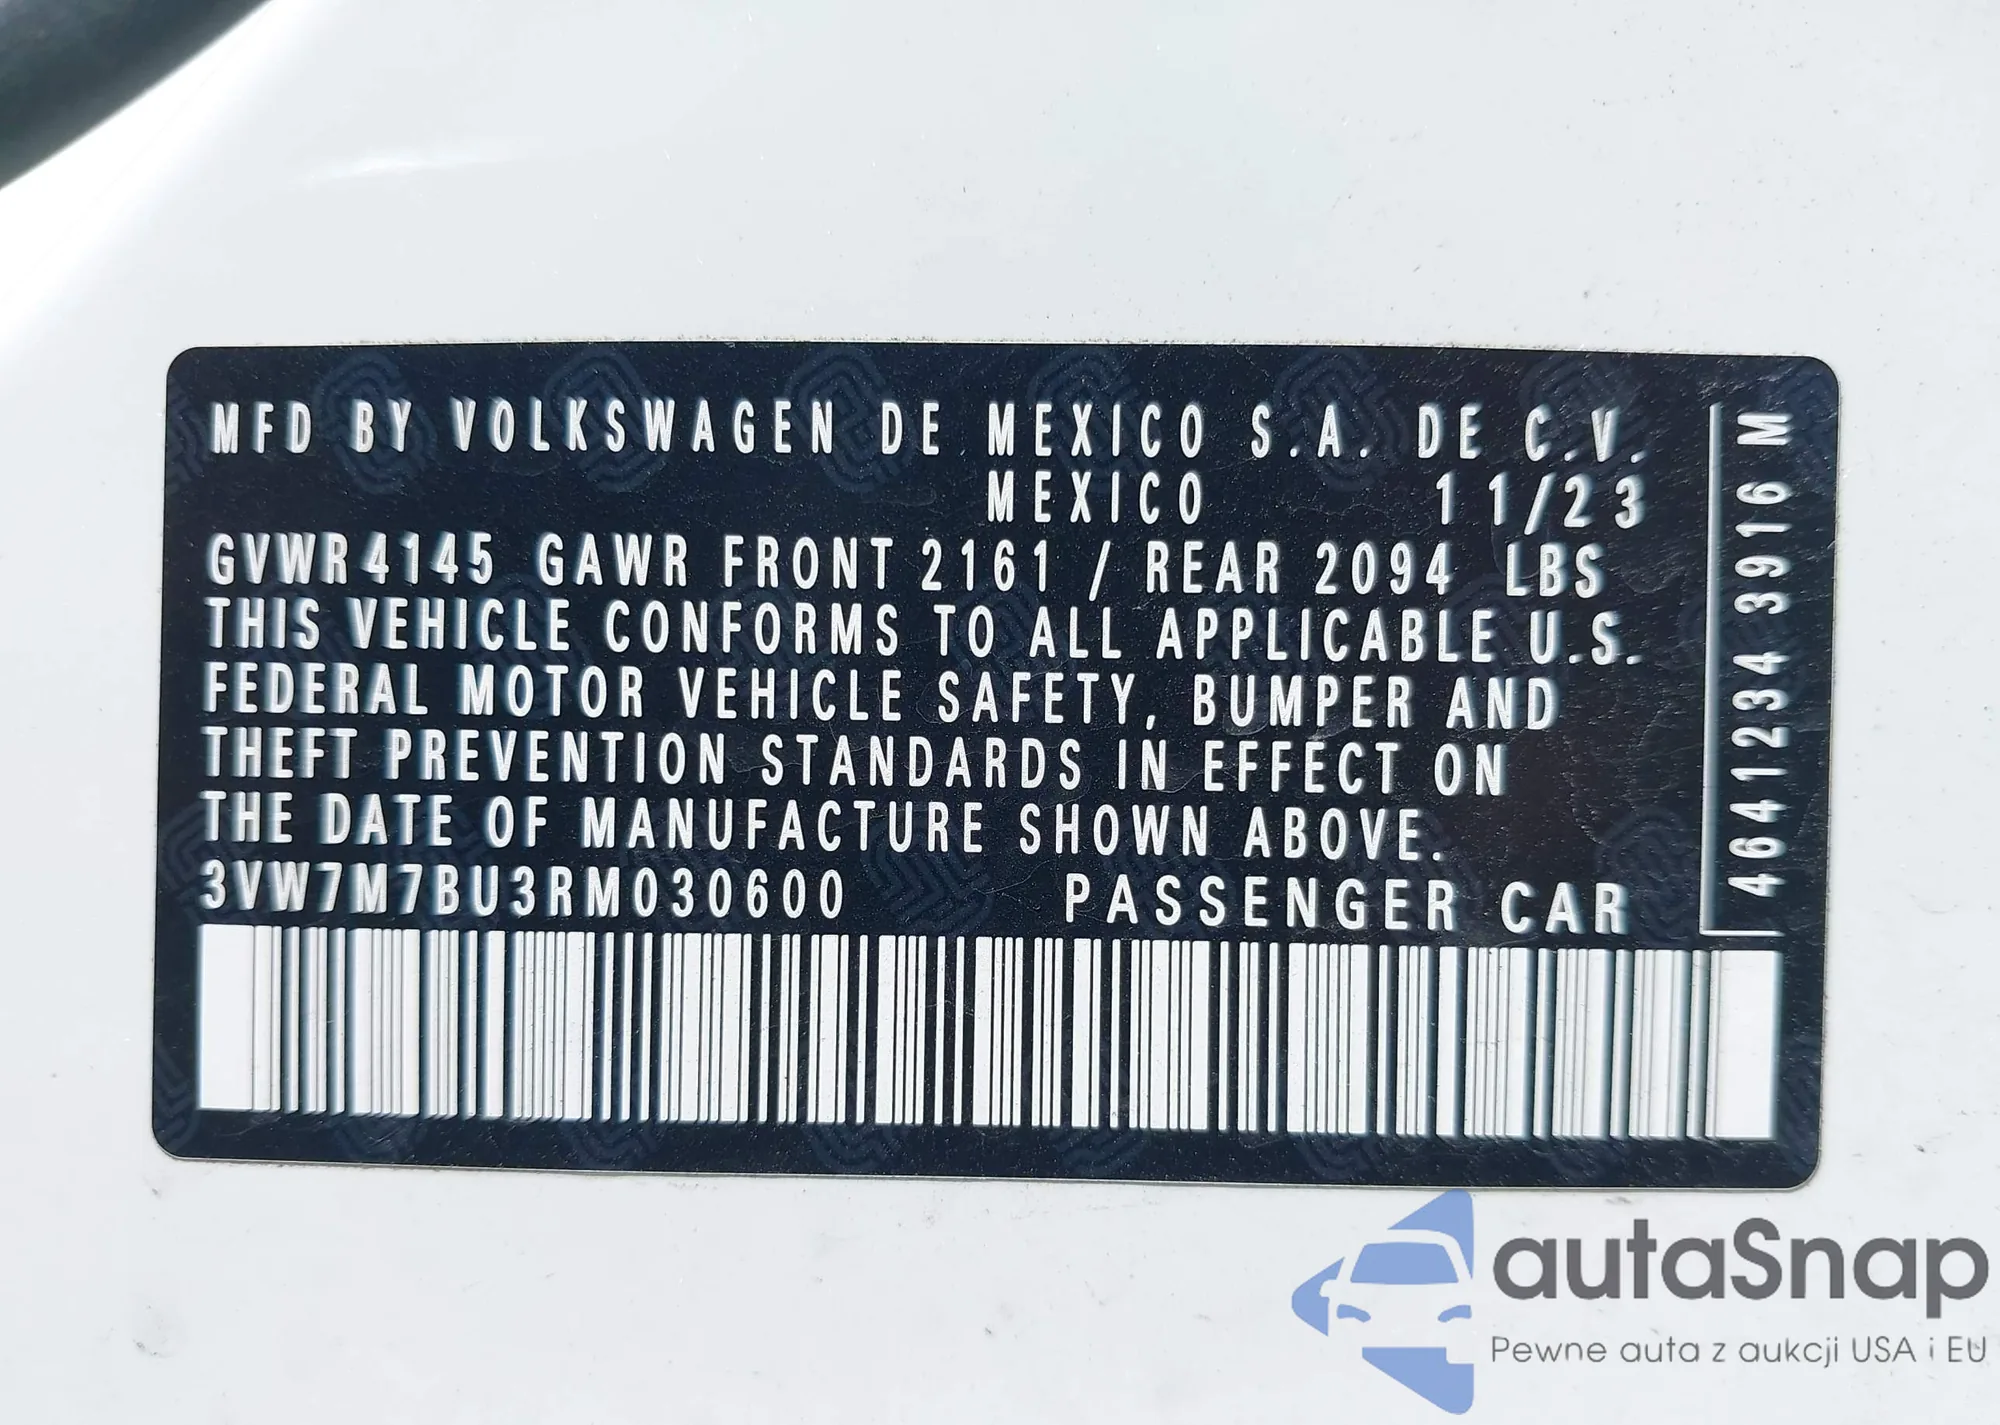 MFD BY VOLKSWAGEN DE MEXICO S.A. DE C.V.
MEXICO 11/23
GVWR 4145 GAWR FRONT 2161 / REAR 2094 LBS
THIS VEHICLE CONFORMS TO ALL APPLICABLE U.S.
FEDERAL MOTOR VEHICLE SAFETY, BUMPER AND
THEFT PREVENTION STANDARDS IN EFFECT ON
THE DATE OF MANUFACTURE SHOWN ABOVE.
3VW7M7BU3RM030600 PASSENGER CAR
4641234 3916 M
autaSnap
Pewne auta z aukcji USA i EU